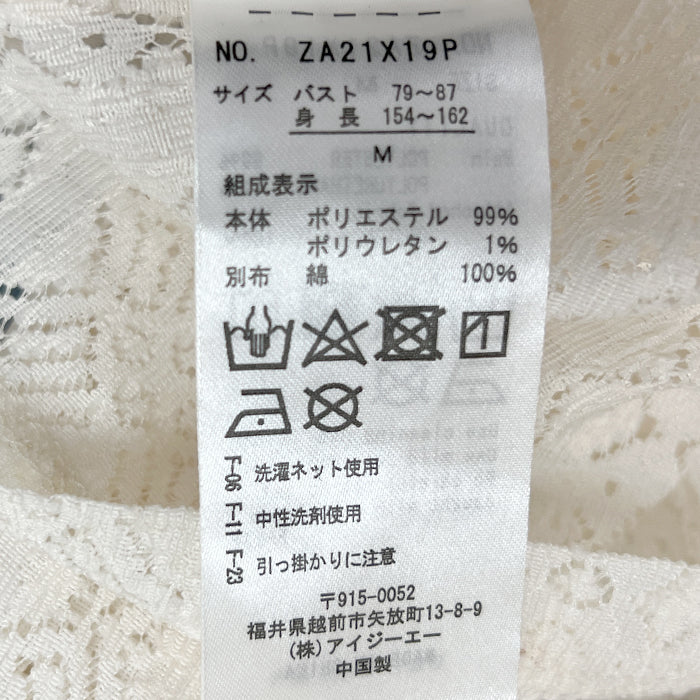 NO. ZA21X19P
サイズ バスト 79～87
身長 154～162
M
組成表示
本体 ポリエステル 99%
ポリウレタン 1%
別布 綿 100%
F-06 洗濯ネット使用
F-11 中性洗剤使用
F-23 引っ掛かりに注意
〒915-0052
福井県越前市矢放町13-8-9
(株)アイジーエー
中国製